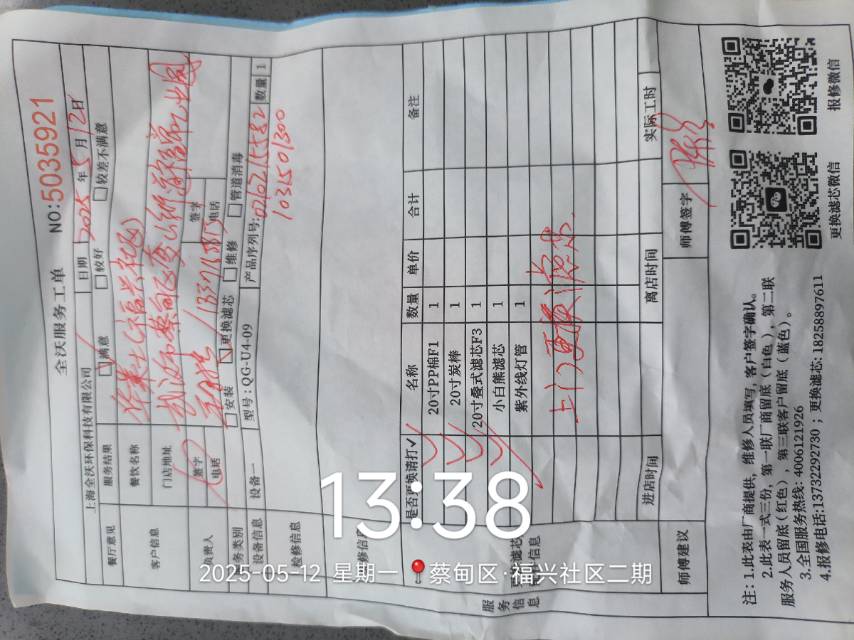 全沃服务工单 NO:5035921
上海全沃环保科技有限公司 日期 2025 年 5 月 12 日
餐厅意见 服务结果 满意 较好 较差不满意
客户信息 餐饮名称
门店地址
负责人 签字 签字
电话 电话
服务类别 安装 更换滤芯 维修 管道消毒
设备信息 设备一 型号:QG-U4-09 产品序列号: 数量 1
1031501300
检修信息
是否更换请打✓ 名称 数量 单价 合计 备注
20寸PP棉F1 1
20寸炭棒 1
20寸叠式滤芯F3 1
小白熊滤芯 1
紫外线灯管 1
上门更换滤芯
服务信息 进店时间 离店时间 实际工时
师傅建议 师傅签字
注:1.此表由厂商提供,维修人员填写,客户签字确认。
2.此表一式三份,第一联厂商留底(白色),第二联
服务人员留底(红色),第三联客户留底(蓝色)。
3.全国服务热线:4006121926
4.报修电话:13732292730;更换滤芯:18258897611
更换滤芯微信 报修微信
13:38
2025-05-12 星期一 蔡甸区·福兴社区二期